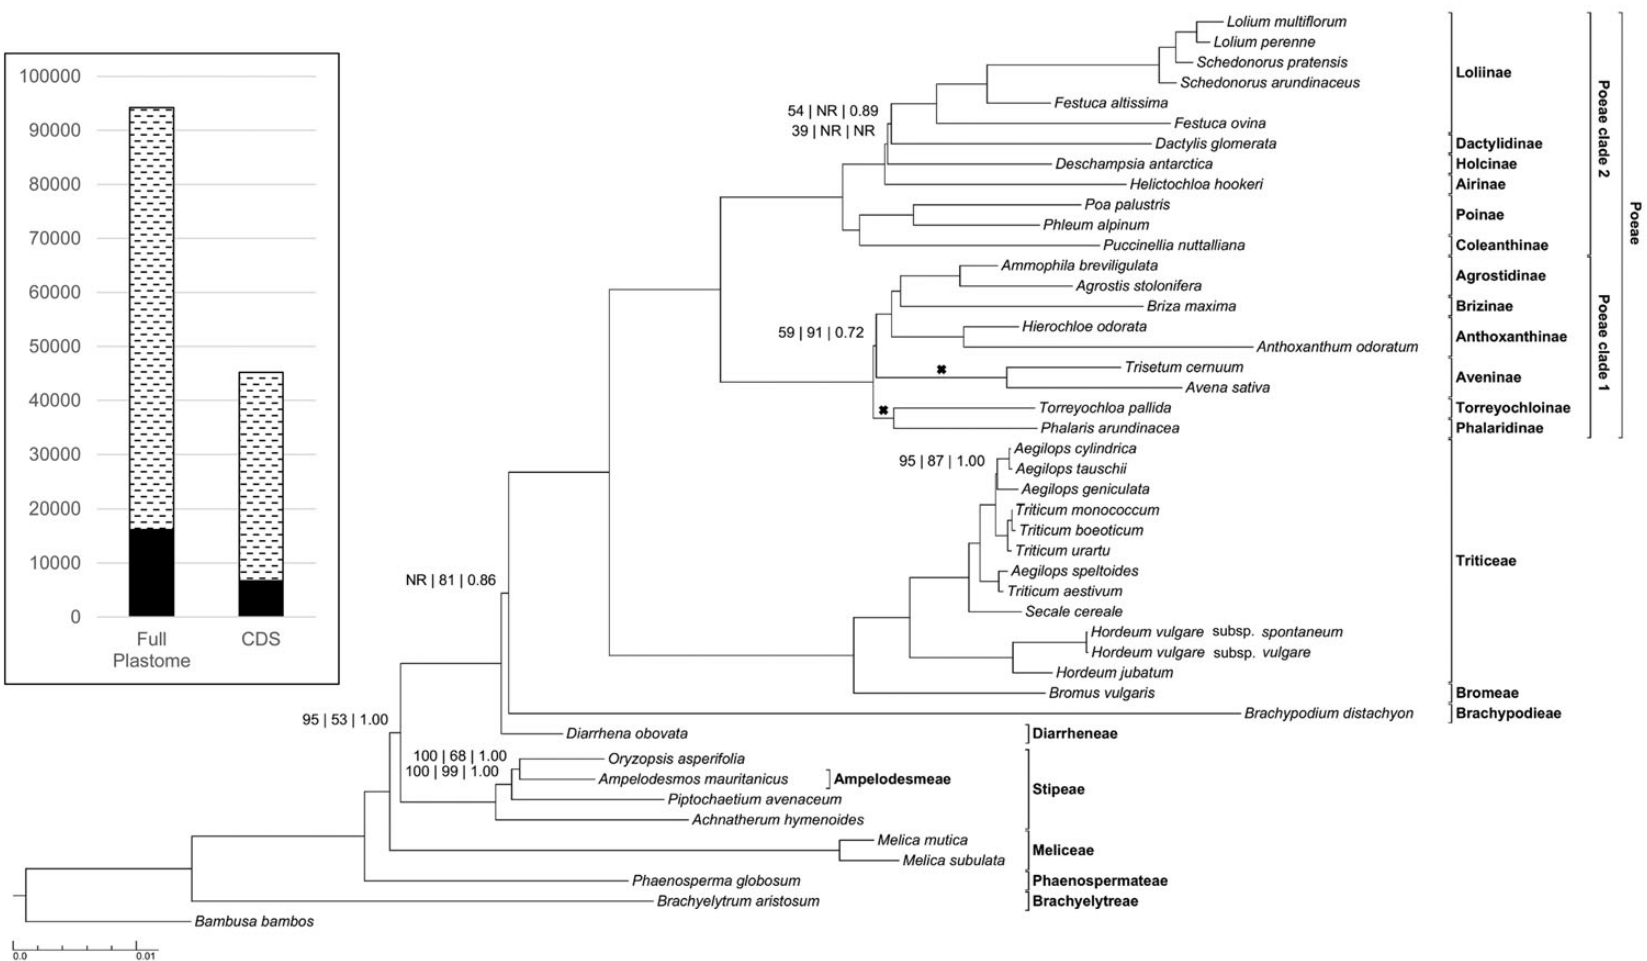 100000
90000
80000
70000
60000
50000
40000
30000
20000
10000
0
Full
Plastome
CDS
Lolium multiflorum
Lolium perenne
Schedonorus pratensis
Schedonorus arundinaceus
Festuca altissima
Festuca ovina
Dactylis glomerata
Deschampsia antarctica
Helictochloa hookeri
Poa palustris
Phleum alpinum
Puccinellia nuttalliana
Ammophila breviligulata
Agrostis stolonifera
Briza maxima
Hierochloe odorata
Anthoxanthum odoratum
Trisetum cernuum
Avena sativa
Torreyochloa pallida
Phalaris arundinacea
Aegilops cylindrica
Aegilops tauschii
Aegilops geniculata
Triticum monococcum
Triticum boeoticum
Triticum urartu
Aegilops speltoides
Triticum aestivum
Secale cereale
Hordeum vulgare subsp. spontaneum
Hordeum vulgare subsp. vulgare
Hordeum jubatum
Bromus vulgaris
Brachypodium distachyon
Diarrhena obovata
Oryzopsis asperifolia
Ampelodesmos mauritanicus
Piptochaetium avenaceum
Achnatherum hymenoides
Melica mutica
Melica subulata
Phaenosperma globosum
Brachyelytrum aristosum
Bambusa bambos
54 | NR | 0.89
39 | NR | NR
59 | 91 | 0.72
95 | 87 | 1.00
NR | 81 | 0.86
95 | 53 | 1.00
100 | 68 | 1.00
100 | 99 | 1.00
Loliinae
Dactylidinae
Holcinae
Airinae
Poinae
Coleanthinae
Agrostidinae
Brizinae
Anthoxanthinae
Aveninae
Torreyochloinae
Phalaridinae
Triticeae
Bromeae
Brachypodieae
Diarrheneae
Ampelodesmeae
Stipeae
Meliceae
Phaenospermateae
Brachyelytreae
Poeae clade 2
Poeae clade 1
Poeae
0.0
0.01